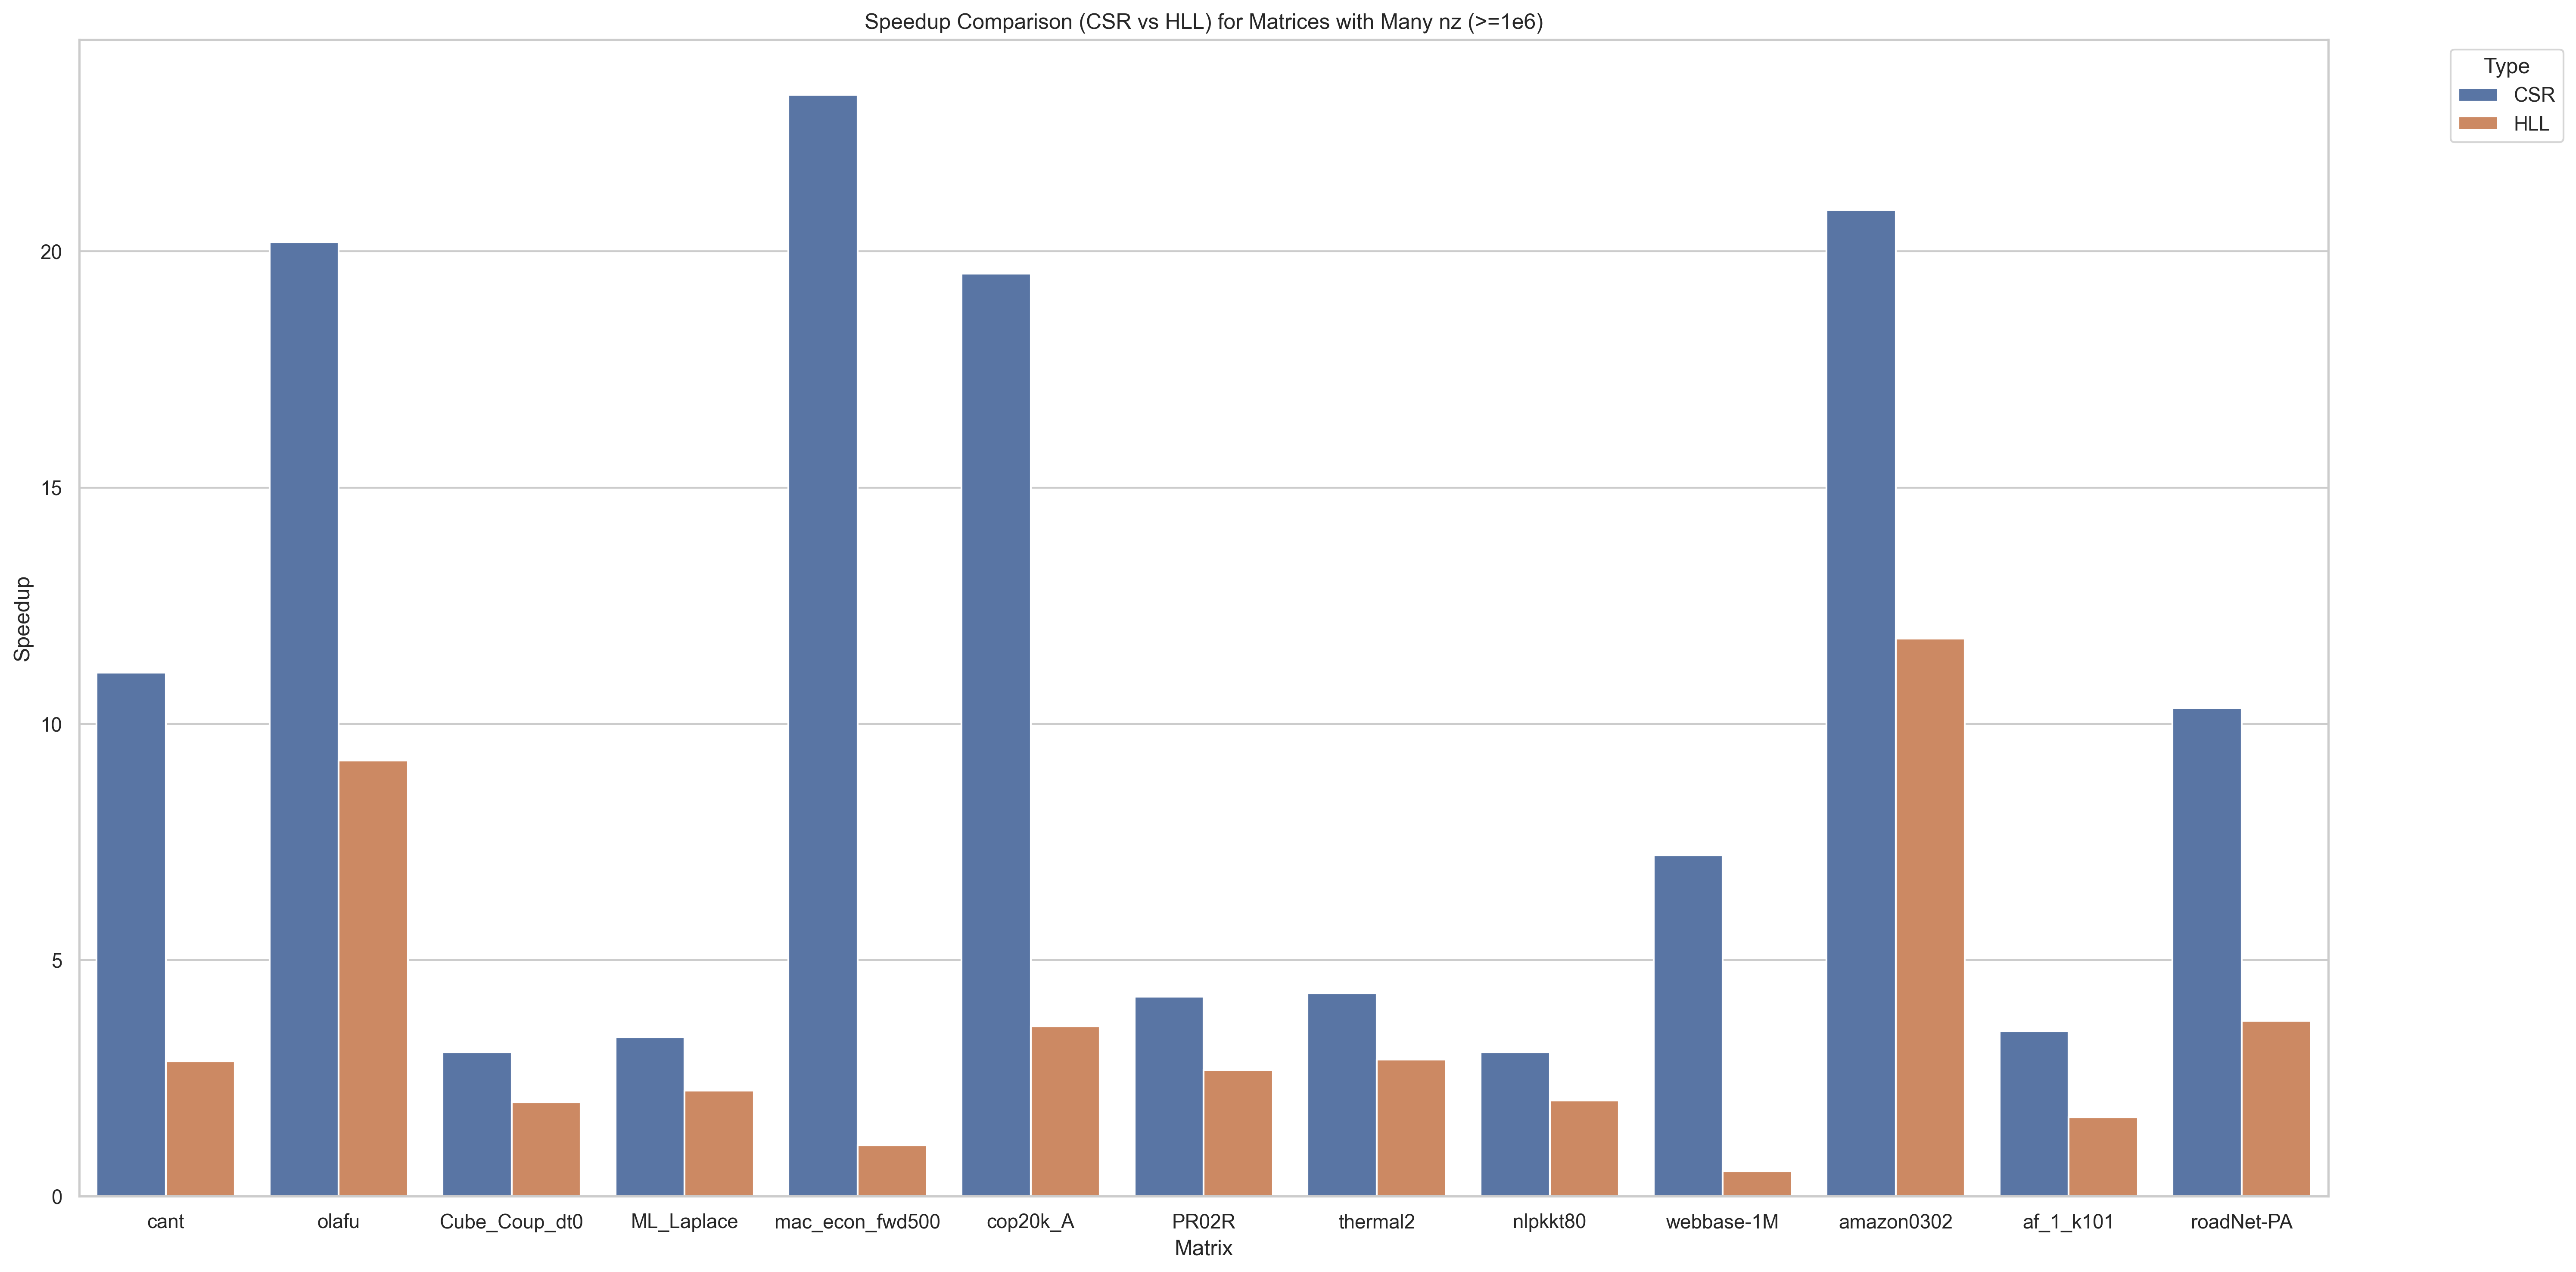 Speedup Comparison (CSR vs HLL) for Matrices with Many nz (>=1e6)
Type
CSR
HLL
Speedup
20
15
10
5
0
cant olafu Cube_Coup_dt0 ML_Laplace mac_econ_fwd500 cop20k_A PR02R thermal2 nlpkkt80 webbase-1M amazon0302 af_1_k101 roadNet-PA
Matrix